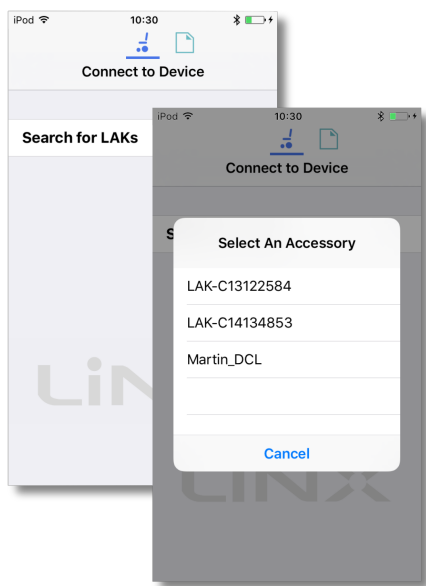 iPod 10:30
Connect to Device
Search for LAKs
LiN
iPod 10:30
Connect to Device
S
Select An Accessory
LAK-C13122584
LAK-C14134853
Martin_DCL
Cancel
LiNX